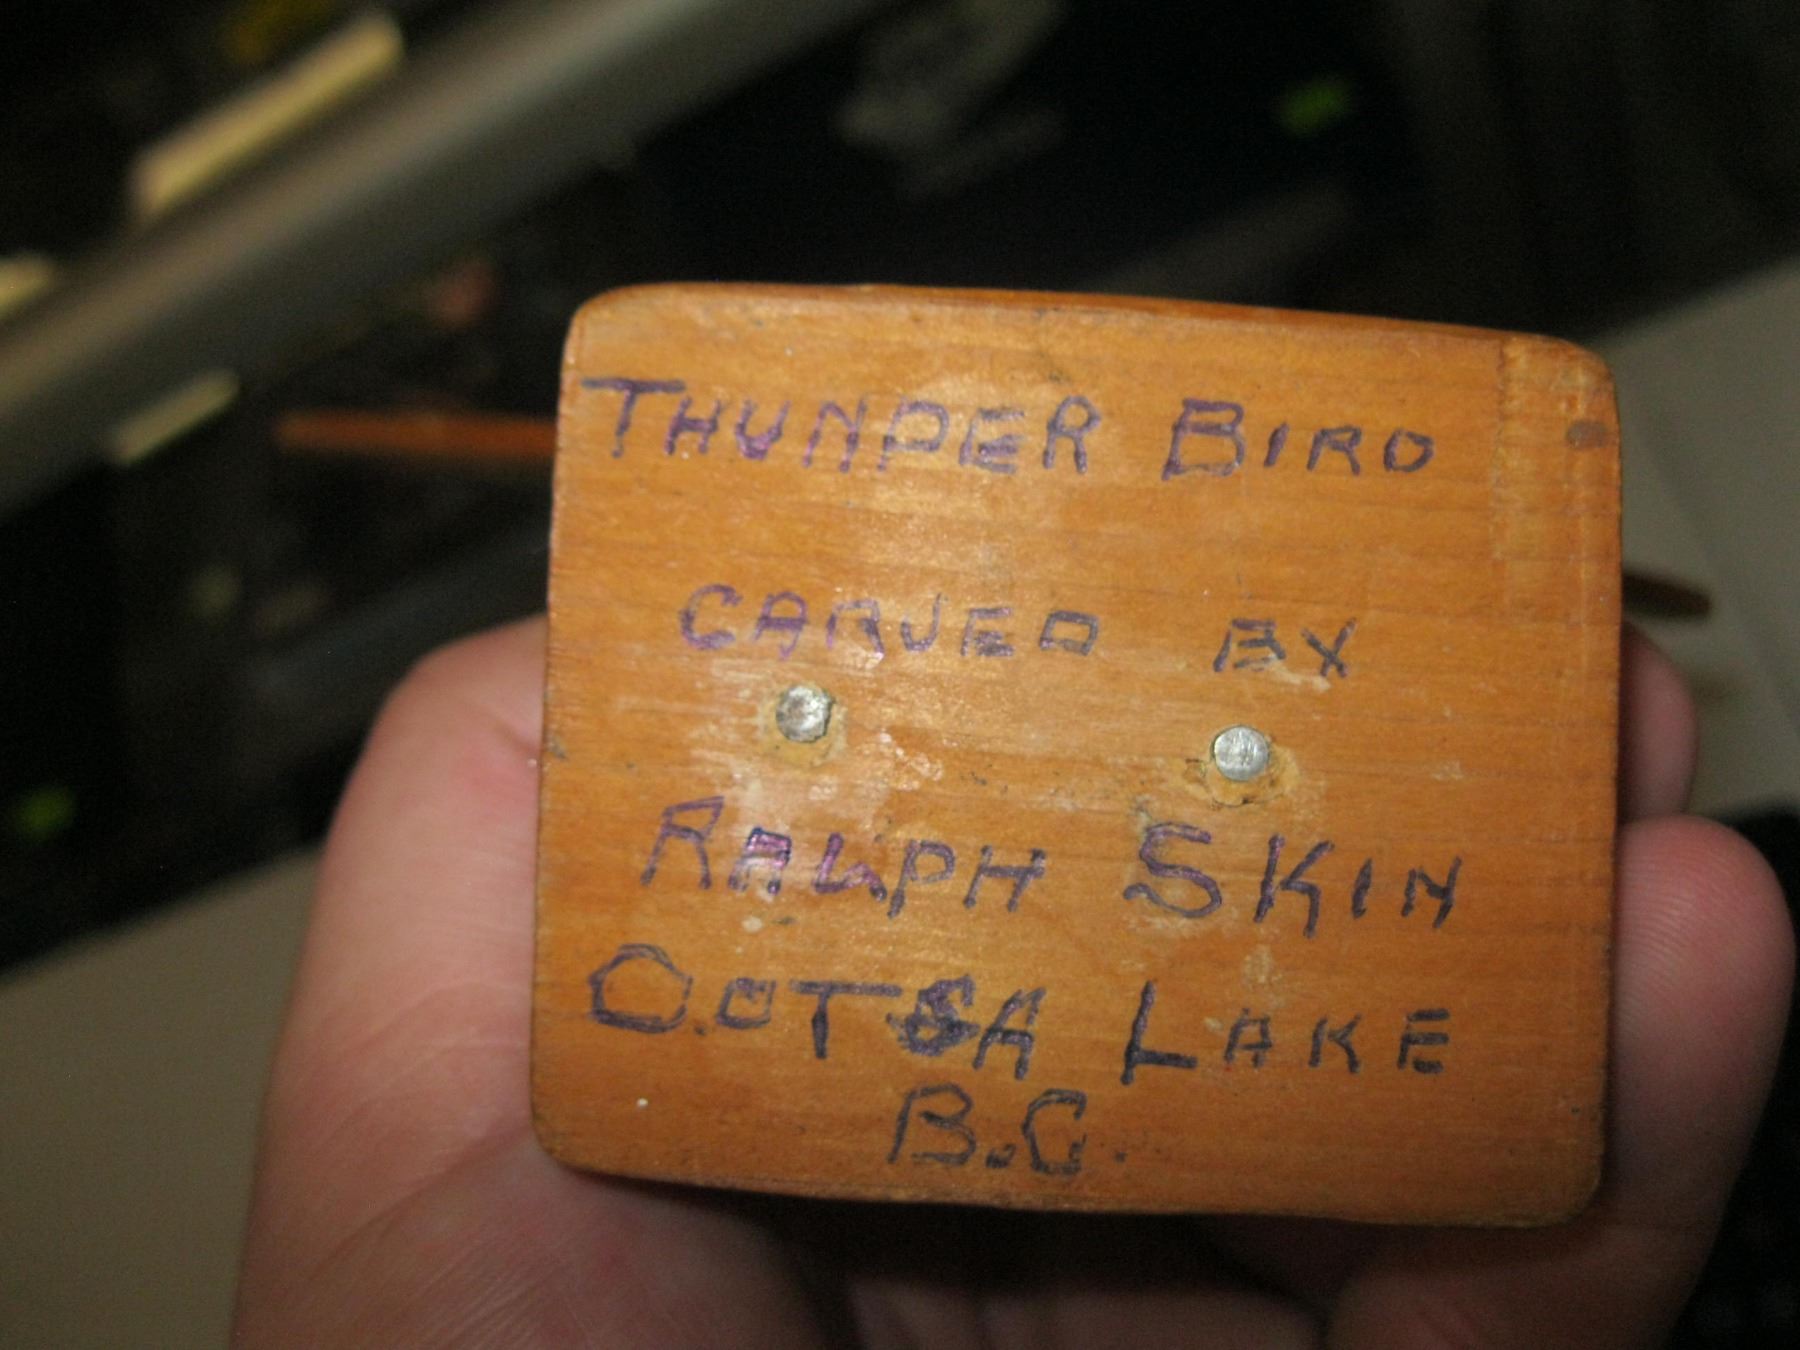 THUNDER BIRD
CARVED BY
RALPH SKIN
OOTSA LAKE
B.C.